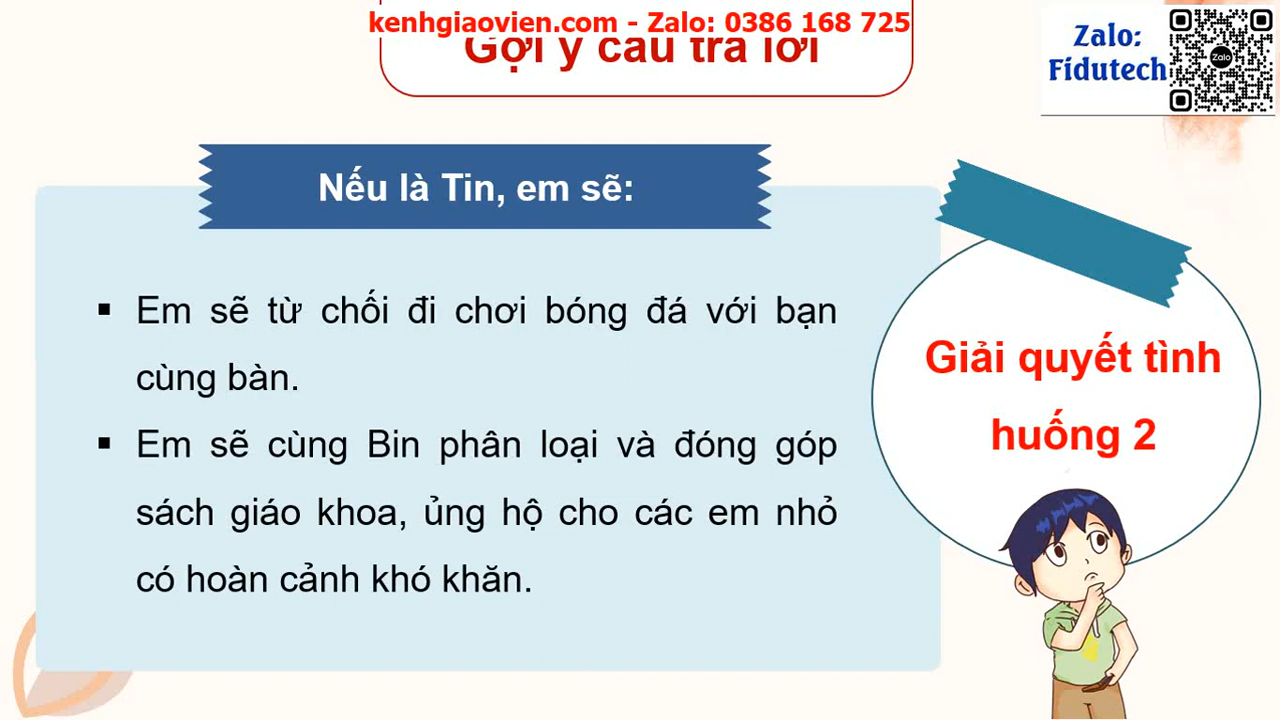 kenhgiaovien.com - Zalo: 0386 168 725
Gợi ý câu trả lời
Zalo:
Fidutech
Zalo
Nếu là Tin, em sẽ:
▪ Em sẽ từ chối đi chơi bóng đá với bạn
cùng bàn.
▪ Em sẽ cùng Bin phân loại và đóng góp
sách giáo khoa, ủng hộ cho các em nhỏ
có hoàn cảnh khó khăn.
Giải quyết tình
huống 2